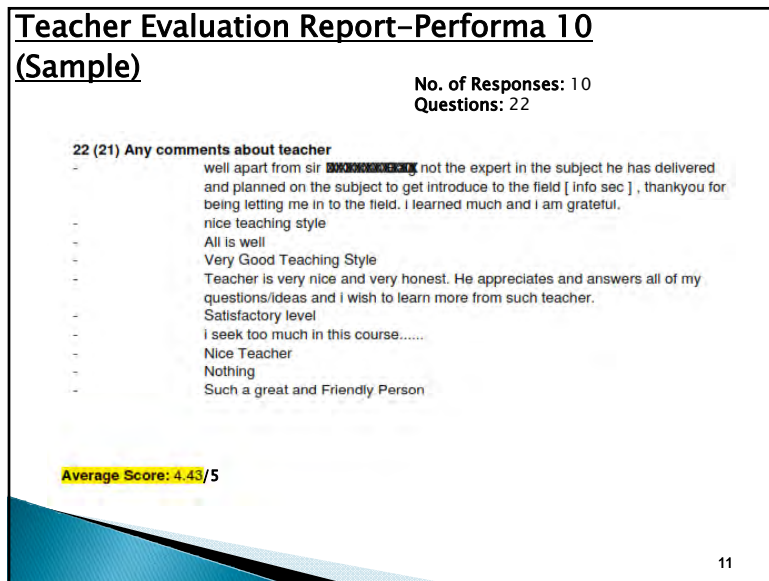 Teacher Evaluation Report-Performa 10
(Sample)
No. of Responses: 10
Questions: 22
22 (21) Any comments about teacher
- well apart from sir not the expert in the subject he has delivered
and planned on the subject to get introduce to the field [ info sec ] , thankyou for
being letting me in to the field. i learned much and i am grateful.
- nice teaching style
- All is well
- Very Good Teaching Style
- Teacher is very nice and very honest. He appreciates and answers all of my
questions/ideas and i wish to learn more from such teacher.
- Satisfactory level
- i seek too much in this course......
- Nice Teacher
- Nothing
- Such a great and Friendly Person
Average Score: 4.43/5
11